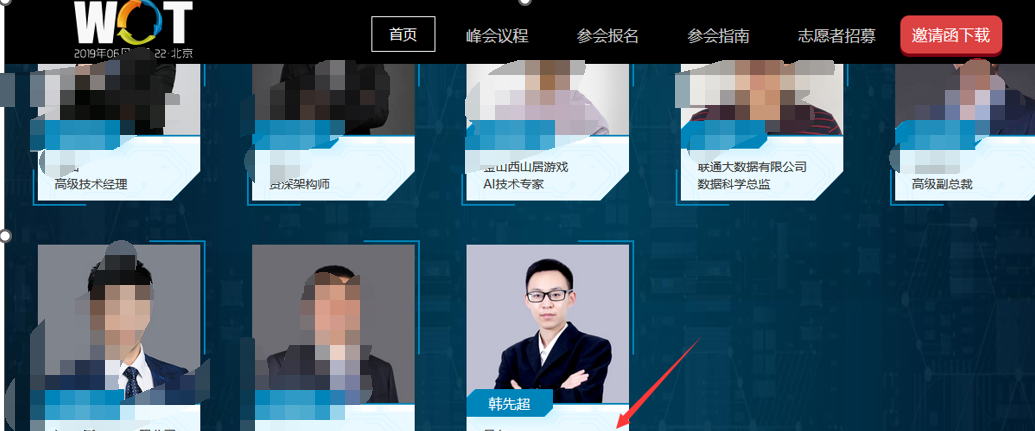 WOT
首页
峰会议程
参会报名
参会指南
志愿者招募
邀请函下载
2019年06月 22·北京
高级技术经理
资深架构师
金山西山居游戏
AI技术专家
联通大数据有限公司
数据科学总监
高级副总裁
韩先超